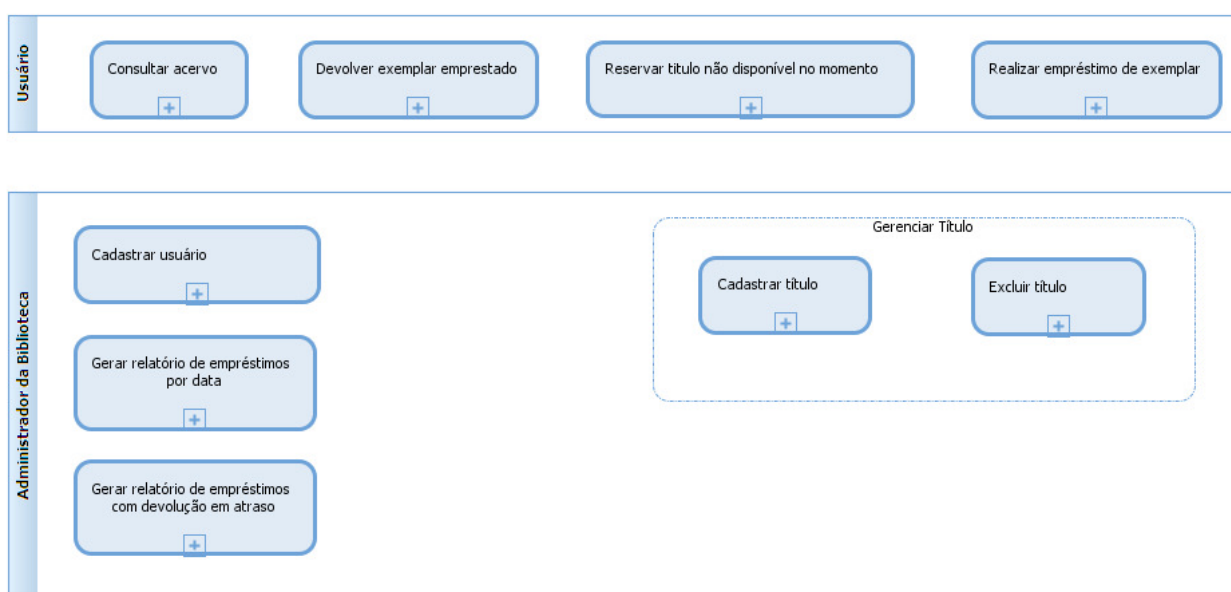 Usuário
Consultar acervo
Devolver exemplar emprestado
Reservar titulo não disponível no momento
Realizar empréstimo de exemplar
Administrador da Biblioteca
Cadastrar usuário
Gerar relatório de empréstimos
por data
Gerar relatório de empréstimos
com devolução em atraso
Gerenciar Título
Cadastrar título
Excluir título